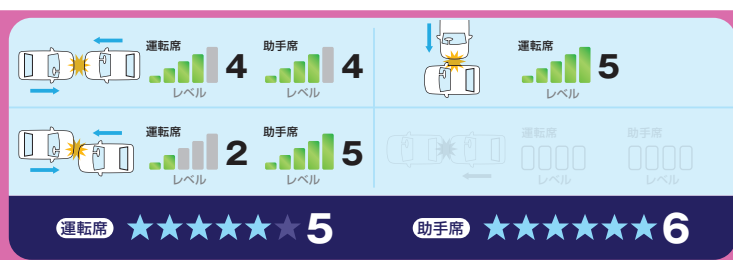 運転席 4 レベル
助手席 4 レベル
運転席 5 レベル
運転席 2 レベル
助手席 5 レベル
運転席 レベル
助手席 レベル
運転席 ★★★★★★ 5
助手席 ★★★★★★ 6